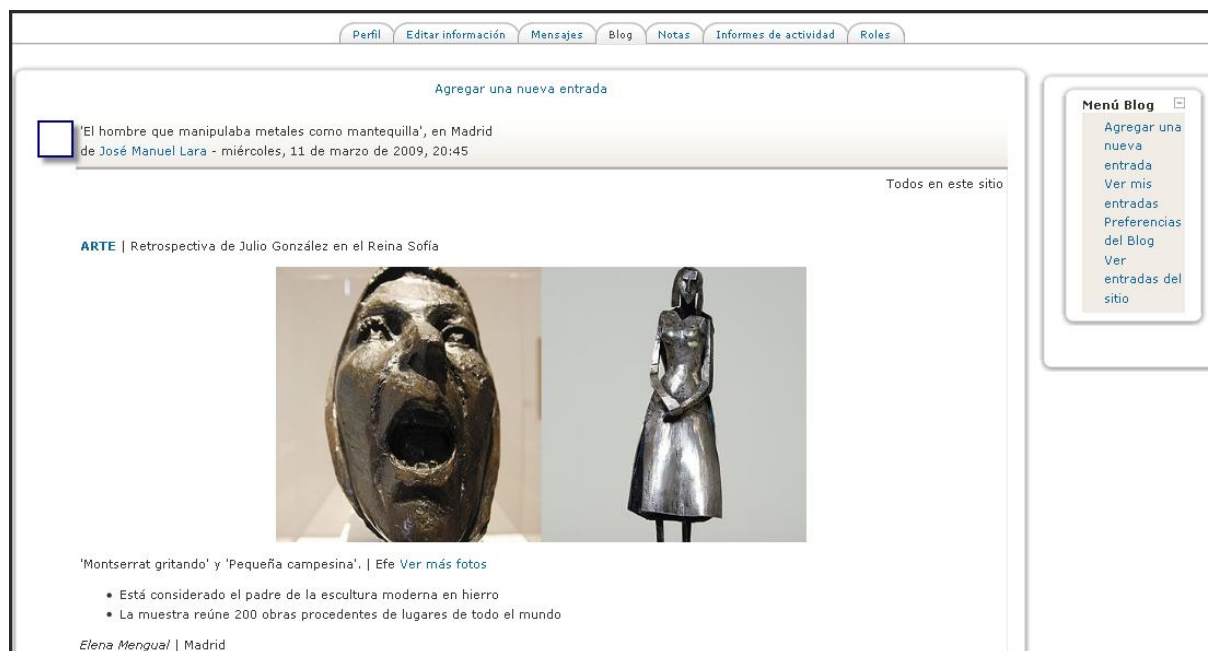 Perfil Editar información Mensajes Blog Notas Informes de actividad Roles
Agregar una nueva entrada
'El hombre que manipulaba metales como mantequilla', en Madrid
de José Manuel Lara - miércoles, 11 de marzo de 2009, 20:45
Todos en este sitio
ARTE | Retrospectiva de Julio González en el Reina Sofía
'Montserrat gritando' y 'Pequeña campesina'. | Efe Ver más fotos
• Está considerado el padre de la escultura moderna en hierro
• La muestra reúne 200 obras procedentes de lugares de todo el mundo
Elena Mengual | Madrid
Menú Blog
Agregar una
nueva
entrada
Ver mis
entradas
Preferencias
del Blog
Ver
entradas del
sitio